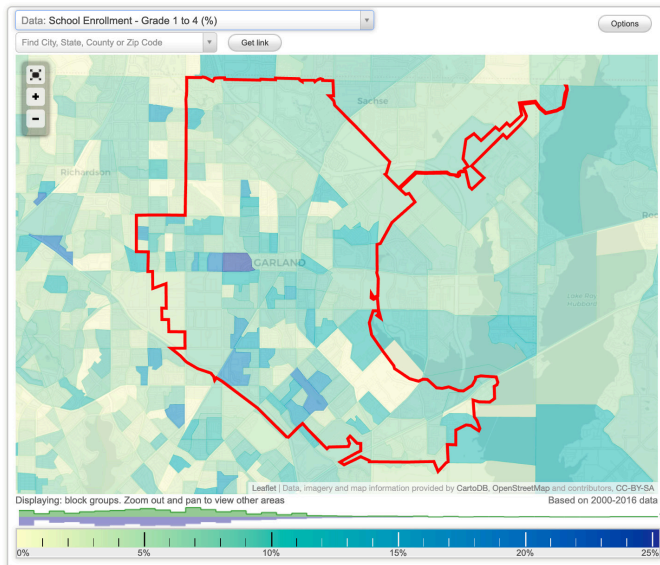 Data: School Enrollment - Grade 1 to 4 (%)
Options
Find City, State, County or Zip Code
Get link
+
−
Sachse
Richardson
GARLAND
Lake Ray
Hubbard
Leaflet | Data, imagery and map information provided by CartoDB, OpenStreetMap and contributors, CC-BY-SA
Displaying: block groups. Zoom out and pan to view other areas
Based on 2000-2016 data
0% 5% 10% 15% 20% 25%